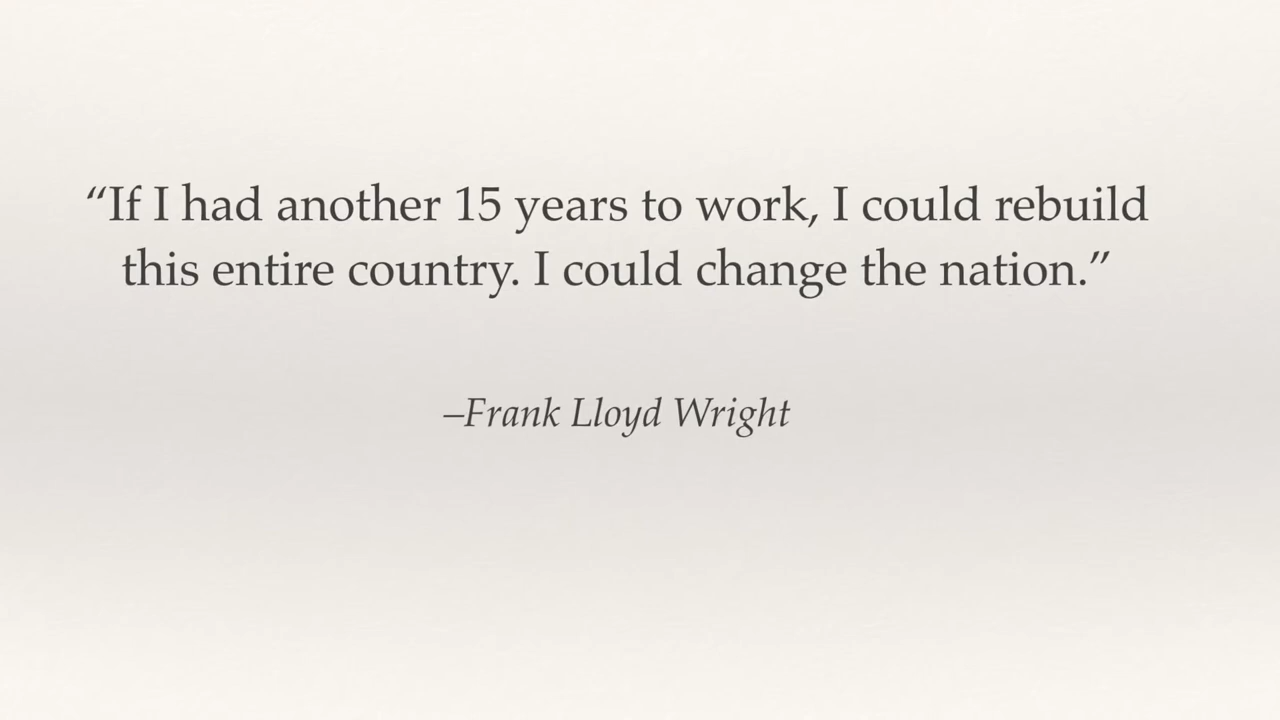 “If I had another 15 years to work, I could rebuild
this entire country. I could change the nation.”
–Frank Lloyd Wright